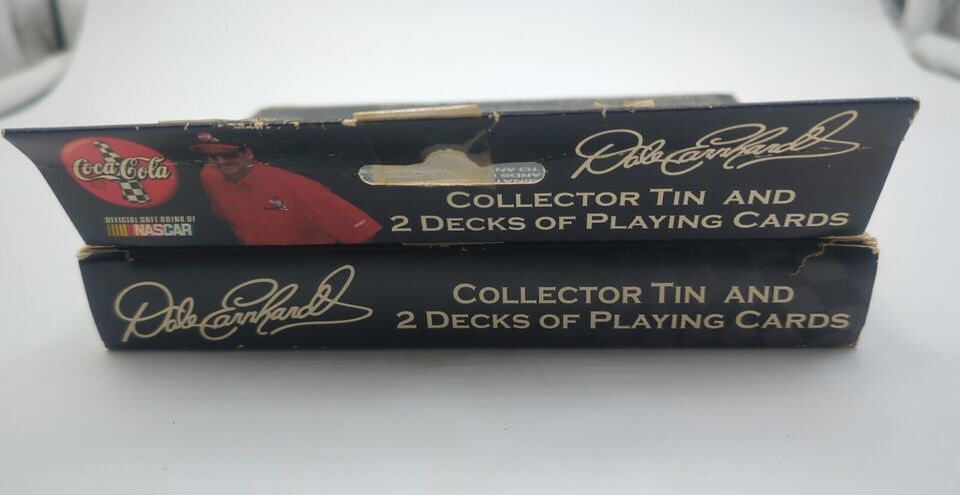 Coca-Cola
OFFICIAL SOFT DRINK OF
NASCAR
Dale Earnhardt
COLLECTOR TIN AND
2 DECKS OF PLAYING CARDS
Dale Earnhardt
COLLECTOR TIN AND
2 DECKS OF PLAYING CARDS